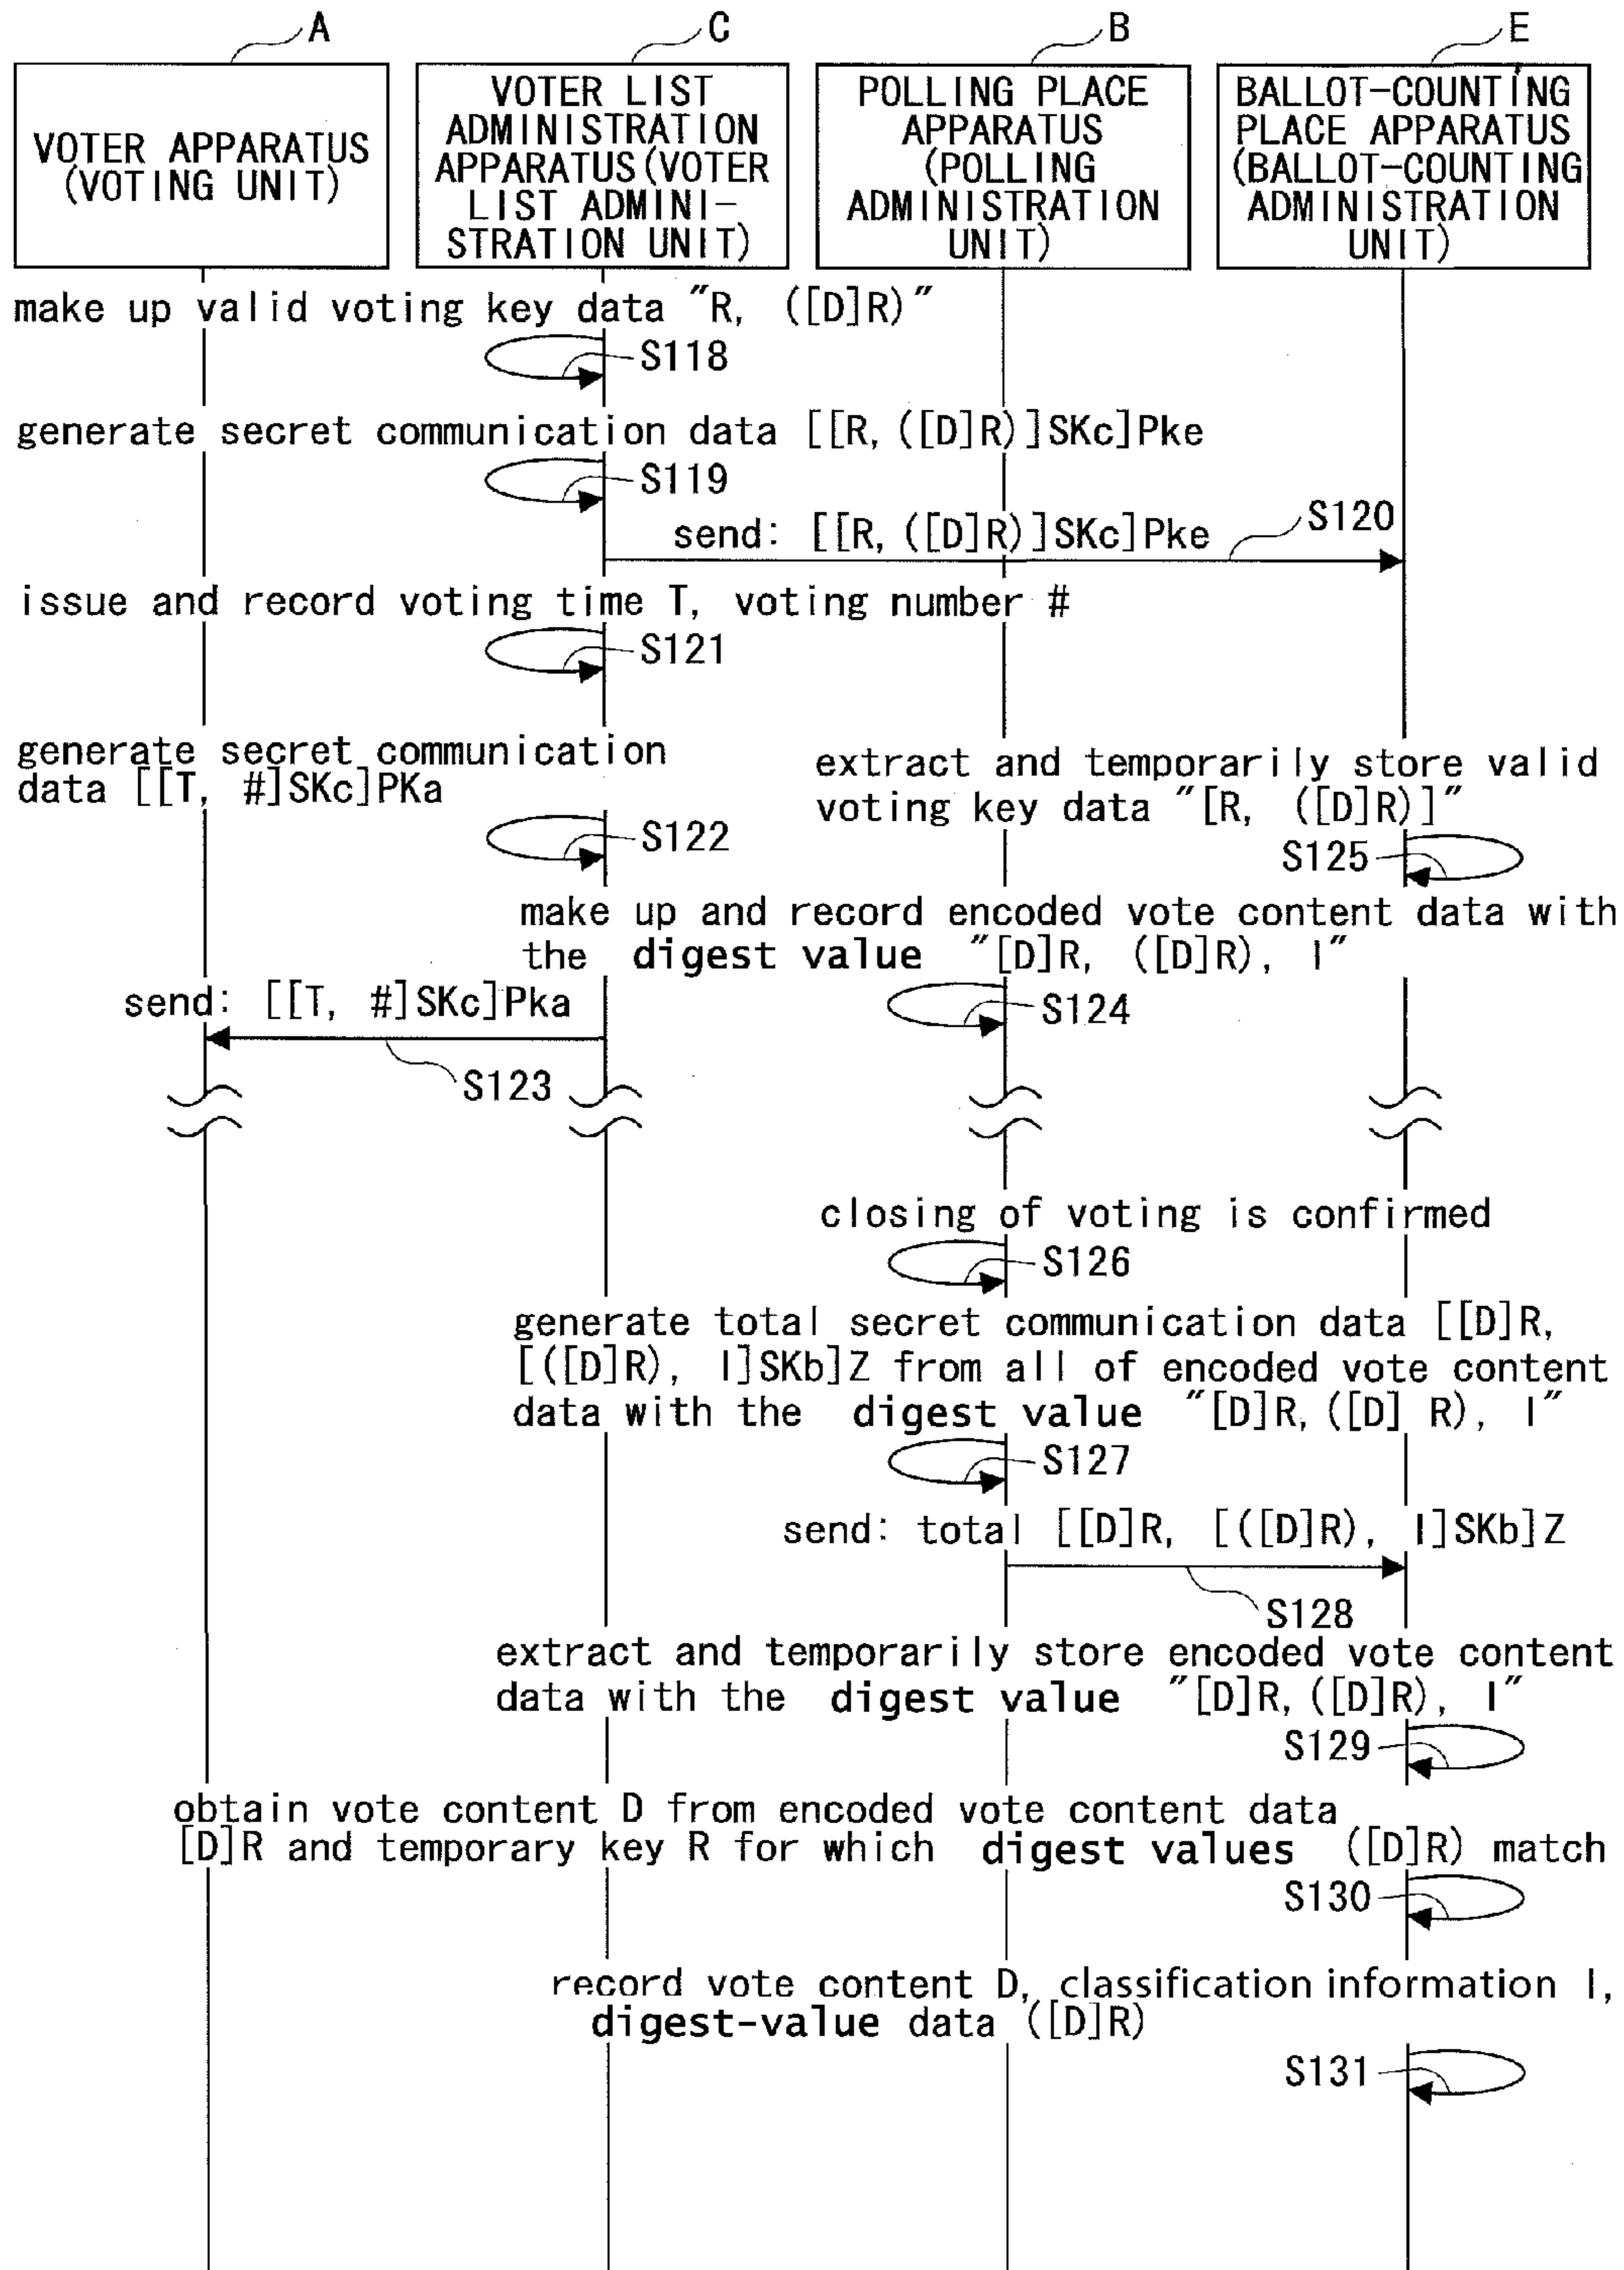 A
C
B
E
VOTER APPARATUS
(VOTING UNIT)
VOTER LIST
ADMINISTRATION
APPARATUS(VOTER
LIST ADMINI-
STRATION UNIT)
POLLING PLACE
APPARATUS
(POLLING
ADMINISTRATION
UNIT)
BALLOT-COUNTING
PLACE APPARATUS
(BALLOT-COUNTING
ADMINISTRATION
UNIT)
make up valid voting key data "R, ([D]R)"
S118
generate secret communication data [[R, ([D]R)]SKc]Pke
S119
send: [[R, ([D]R)]SKc]Pke
S120
issue and record voting time T, voting number #
S121
generate secret communication
data [[T, #]SKc]PKa
S122
extract and temporarily store valid
voting key data "[R, ([D]R)]"
S125
make up and record encoded vote content data with
the digest value "[D]R, ([D]R), I"
S124
send: [[T, #]SKc]Pka
S123
closing of voting is confirmed
S126
generate total secret communication data [[D]R,
[([D]R), I]SKb]Z from all of encoded vote content
data with the digest value "[D]R, ([D] R), I"
S127
send: total [[D]R, [([D]R), I]SKb]Z
S128
extract and temporarily store encoded vote content
data with the digest value "[D]R, ([D]R), I"
S129
obtain vote content D from encoded vote content data
[D]R and temporary key R for which digest values ([D]R) match
S130
record vote content D, classification information I,
digest-value data ([D]R)
S131